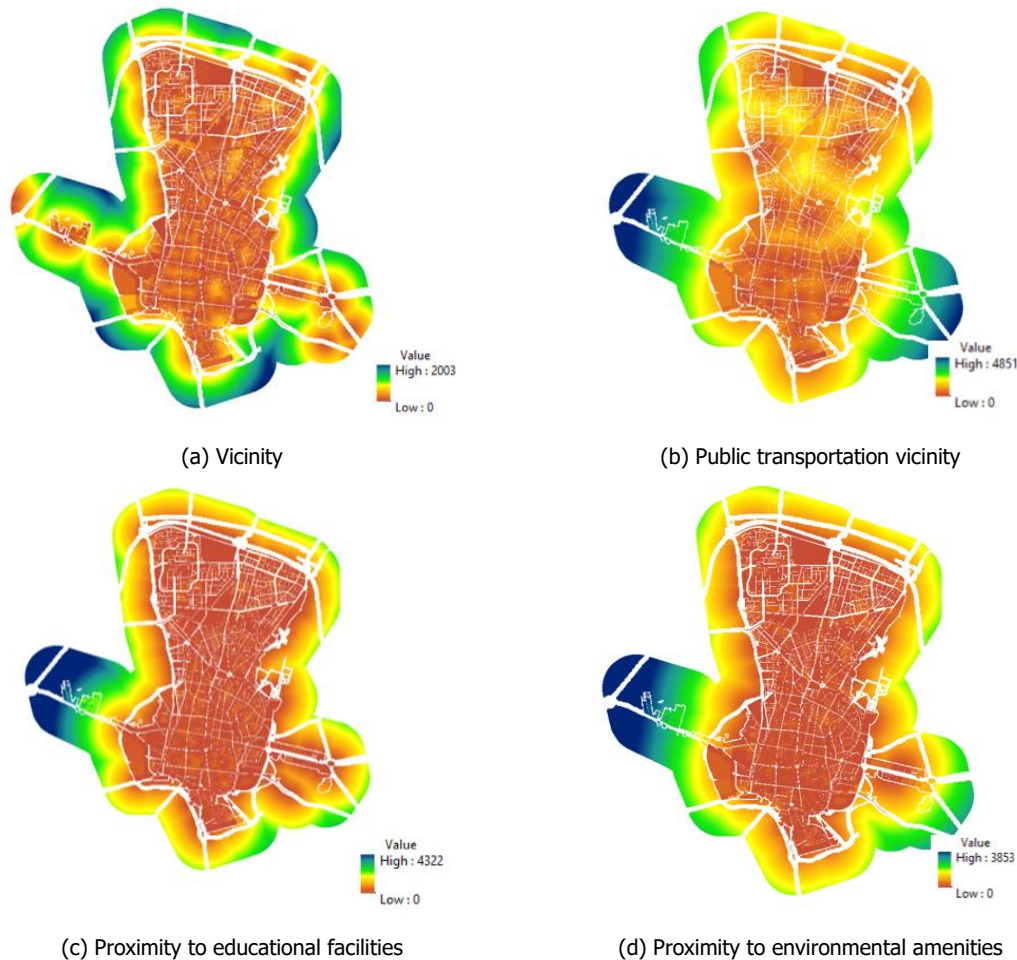 Value
High : 2003
Low : 0
(a) Vicinity
Value
High : 4851
Low : 0
(b) Public transportation vicinity
Value
High : 4322
Low : 0
(c) Proximity to educational facilities
Value
High : 3853
Low : 0
(d) Proximity to environmental amenities